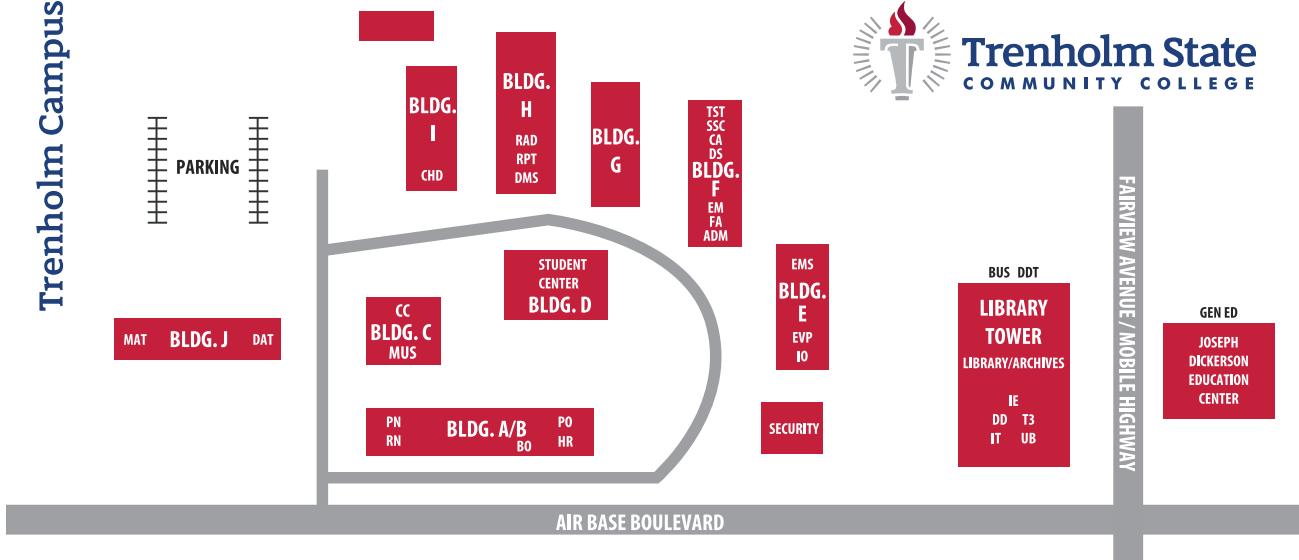 Trenholm Campus
Trenholm State
COMMUNITY COLLEGE
PARKING
BLDG.
I
CHD
BLDG.
H
RAD
RPT
DMS
BLDG.
G
TST
SSC
CA
DS
BLDG.
F
EM
FA
ADM
STUDENT
CENTER
BLDG. D
EMS
BLDG.
E
EVP
IO
CC
BLDG. C
MUS
MAT BLDG. J DAT
PN BLDG. A/B PO
RN BO HR
SECURITY
BUS DDT
LIBRARY
TOWER
LIBRARY/ARCHIVES
IE
DD T3
IT UB
FAIRVIEW AVENUE / MOBILE HIGHWAY
GEN ED
JOSEPH
DICKERSON
EDUCATION
CENTER
AIR BASE BOULEVARD